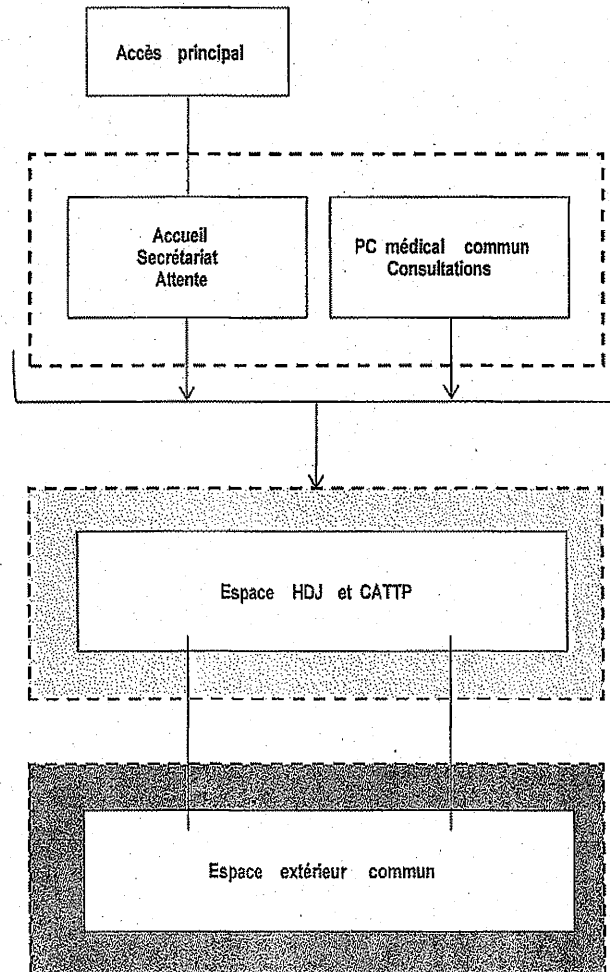 Accès principal
Accueil
Secrétariat
Attente
PC médical commun
Consultations
Espace HDJ et CATTP
Espace extérieur commun